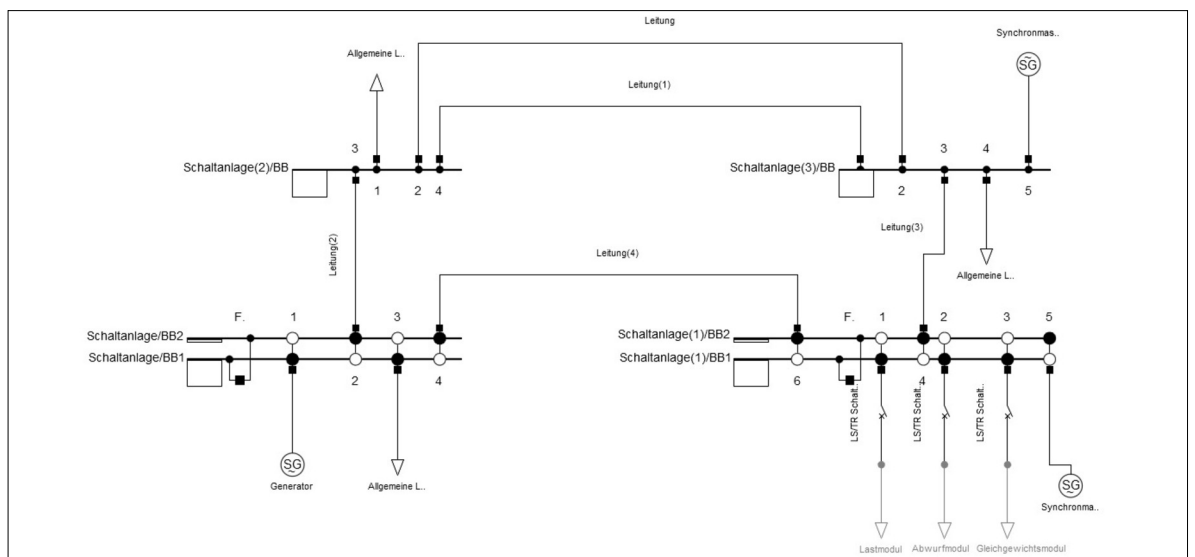 Leitung
Synchronmas..
Allgemeine L..
Leitung(1)
3
3
4
Schaltanlage(2)/BB
Schaltanlage(3)/BB
1
2
4
2
5
Leitung(2)
Leitung(3)
Leitung(4)
Allgemeine L..
F.
1
3
F.
1
2
3
5
Schaltanlage/BB2
Schaltanlage(1)/BB2
Schaltanlage/BB1
Schaltanlage(1)/BB1
2
4
6
4
LS/TR Schalt..
LS/TR Schalt..
LS/TR Schalt..
SG
SG
SG
Generator
Allgemeine L..
Synchronma..
Lastmodul
Abwurfmodul
Gleichgewichtsmodul